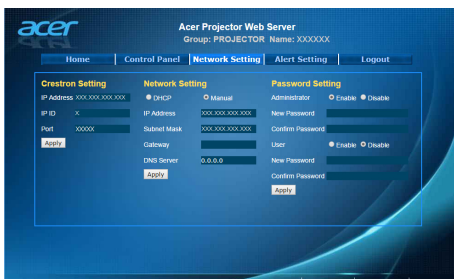 acer
Acer Projector Web Server
Group: PROJECTOR Name: XXXXXX
Home Control Panel Network Setting Alert Setting Logout
Crestron Setting
IP Address XXX.XXX.XXX.XXX
IP ID X
Port XXXXX
Apply
Network Setting
DHCP Manual
IP Address XXX.XXX.XXX.XXX
Subnet Mask XXX.XXX.XXX.XXX
Gateway
DNS Server 0.0.0.0
Apply
Password Setting
Administrator Enable Disable
New Password
Confirm Password
User Enable Disable
New Password
Confirm Password
Apply